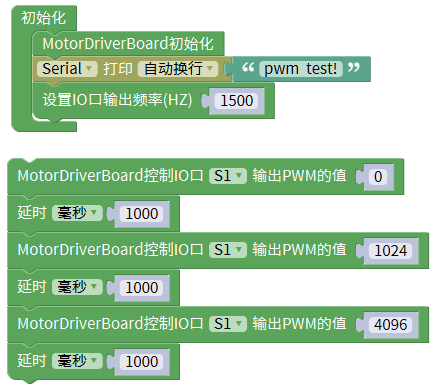 初始化
MotorDriverBoard初始化
Serial 打印 自动换行 “ pwm test! ”
设置IO口输出频率(HZ) 1500
MotorDriverBoard控制IO口 S1 输出PWM的值 0
延时 毫秒 1000
MotorDriverBoard控制IO口 S1 输出PWM的值 1024
延时 毫秒 1000
MotorDriverBoard控制IO口 S1 输出PWM的值 4096
延时 毫秒 1000